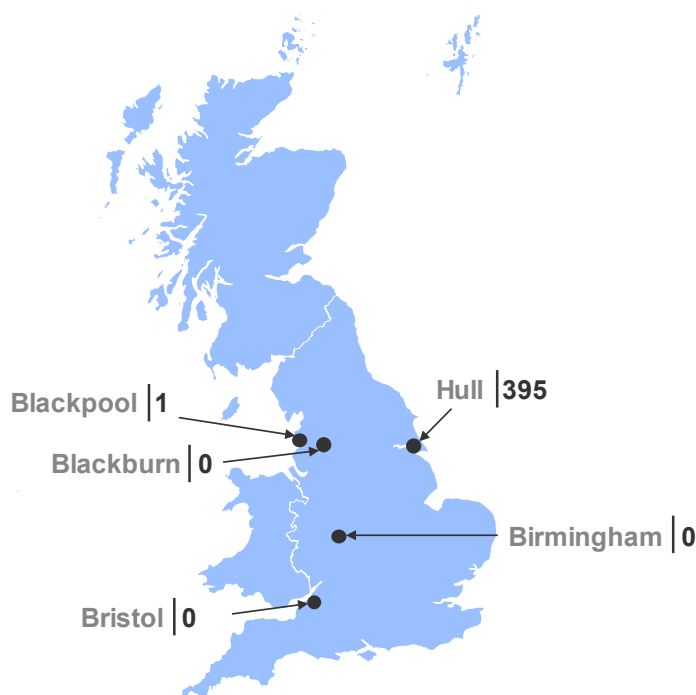 Hull |395
Blackpool |1
Blackburn |0
Birmingham |0
Bristol |0